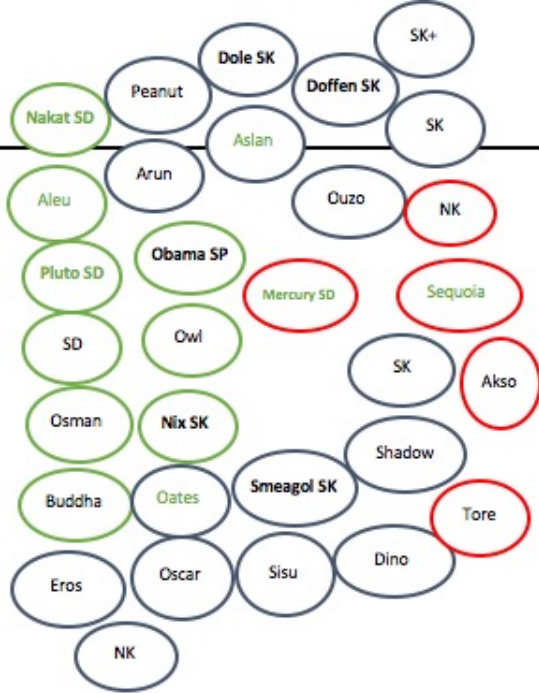 SK+
Dole SK
Doffen SK
Peanut
Nakat SD
Aslan
SK
Arun
Aleu
Ouzo
NK
Obama SP
Pluto SD
Mercury SD
Sequoia
SD
Owl
SK
Akso
Osman
Nix SK
Shadow
Smeagol SK
Buddha
Oates
Tore
Eros
Oscar
Sisu
Dino
NK